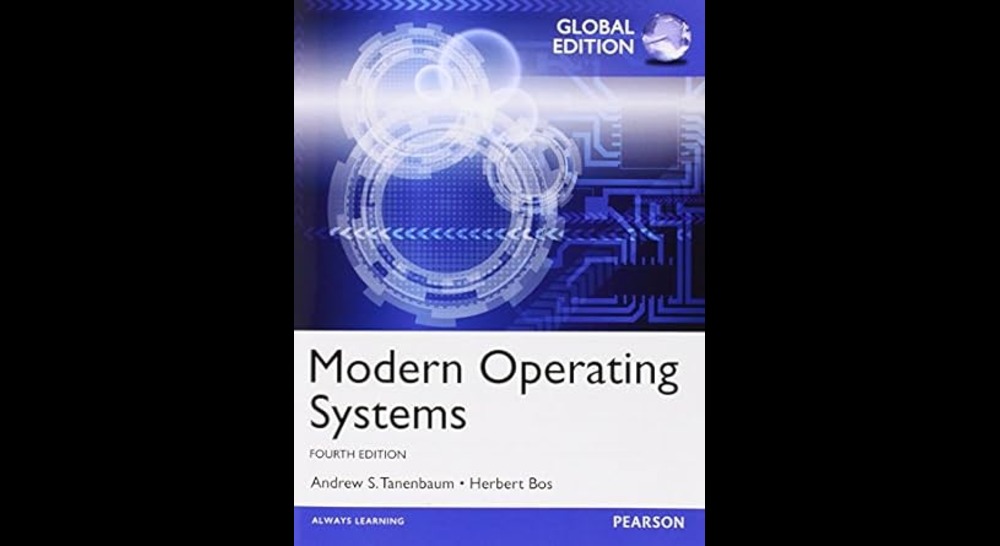 GLOBAL
EDITION
Modern Operating
Systems
FOURTH EDITION
Andrew S. Tanenbaum • Herbert Bos
ALWAYS LEARNING
PEARSON